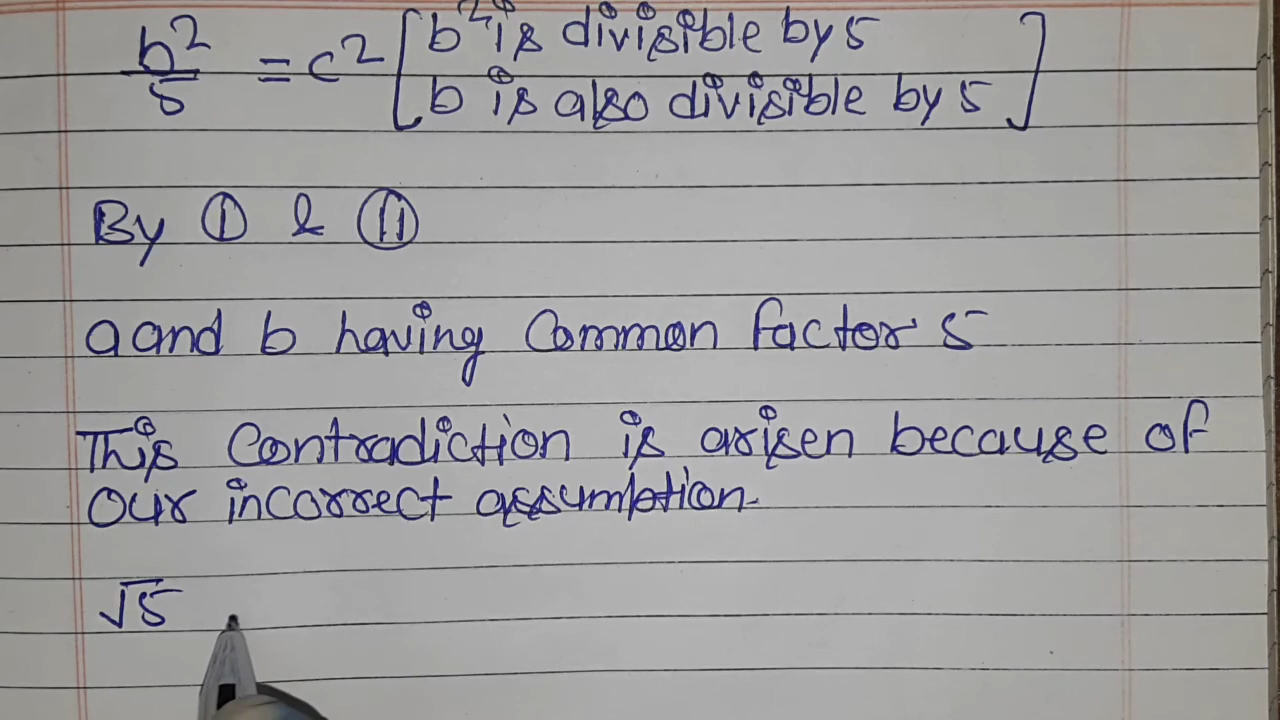 b²/5 = c² [b² is divisible by 5
b is also divisible by 5]
By Ⓘ & Ⓘⓘ
a and b having Common factor 5
This Contradiction is arisen because of
our incorrect assumption.
√5